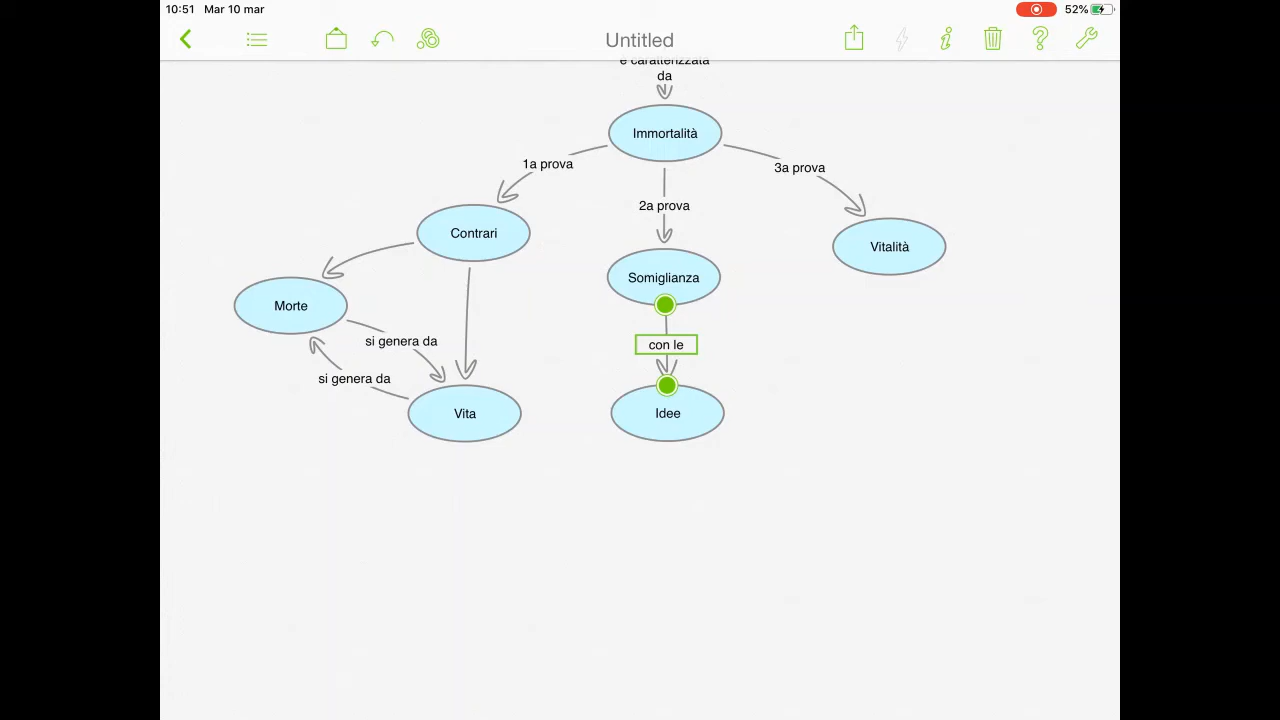 10:51 Mar 10 mar
52%
Untitled
è caratterizzata
da
Immortalità
1a prova
3a prova
2a prova
Contrari
Vitalità
Somiglianza
Morte
si genera da
con le
si genera da
Vita
Idee